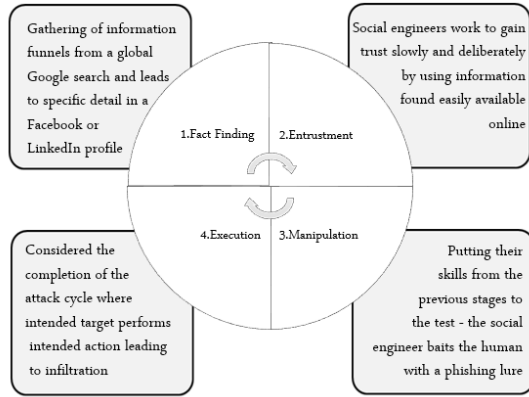 Gathering of information
funnels from a global
Google search and leads
to specific detail in a
Facebook or
LinkedIn profile
Social engineers work to gain
trust slowly and deliberately
by using information
found easily available
online
1.Fact Finding
2.Entrustment
4.Execution
3.Manipulation
Considered the
completion of the
attack cycle where
intended target performs
intended action leading
to infiltration
Putting their
skills from the
previous stages to
the test - the social
engineer baits the human
with a phishing lure